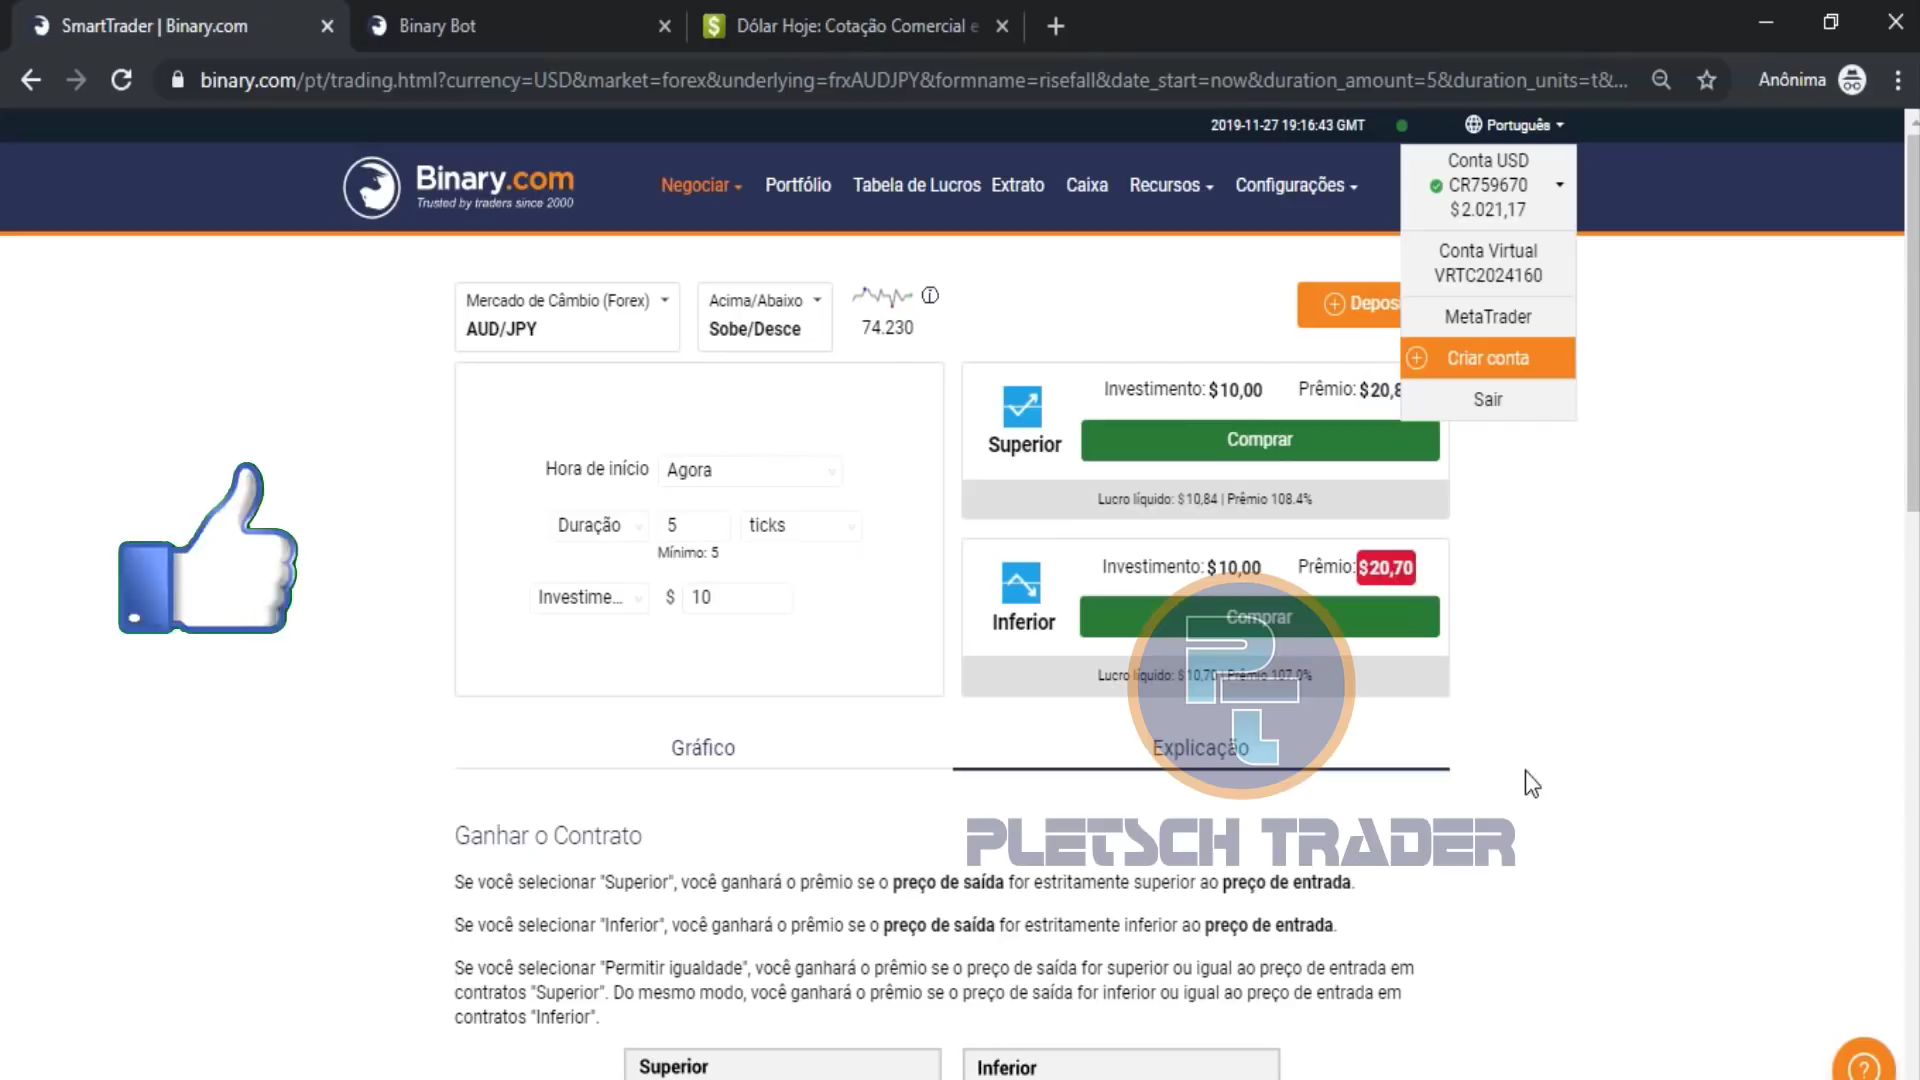 SmartTrader | Binary.com
Binary Bot
Dólar Hoje: Cotação Comercial e
binary.com/pt/trading.html?currency=USD&market=forex&underlying=frxAUDJPY&formname=risefall&date_start=now&duration_amount=5&duration_units=t&...
Anônima
2019-11-27 19:16:43 GMT
Português
Binary.com
Trusted by traders since 2000
Negociar
Portfólio
Tabela de Lucros
Extrato
Caixa
Recursos
Configurações
Conta USD
CR759670
$2.021,17
Conta Virtual
VRTC2024160
MetaTrader
Criar conta
Sair
Mercado de Câmbio (Forex)
AUD/JPY
Acima/Abaixo
Sobe/Desce
74.230
Hora de início
Agora
Duração
5
ticks
Mínimo: 5
Investime...
$
10
Superior
Investimento: $10,00
Prêmio: $20,8
Comprar
Lucro líquido: $10,84 | Prêmio 108.4%
Inferior
Investimento: $10,00
Prêmio: $20,70
Comprar
Lucro líquido: $10,70 | Prêmio 107.0%
Gráfico
Explicação
PLETSCH TRADER
Ganhar o Contrato
Se você selecionar "Superior", você ganhará o prêmio se o preço de saída for estritamente superior ao preço de entrada.
Se você selecionar "Inferior", você ganhará o prêmio se o preço de saída for estritamente inferior ao preço de entrada.
Se você selecionar "Permitir igualdade", você ganhará o prêmio se o preço de saída for superior ou igual ao preço de entrada em
contratos "Superior". Do mesmo modo, você ganhará o prêmio se o preço de saída for inferior ou igual ao preço de entrada em
contratos "Inferior".
Superior
Inferior